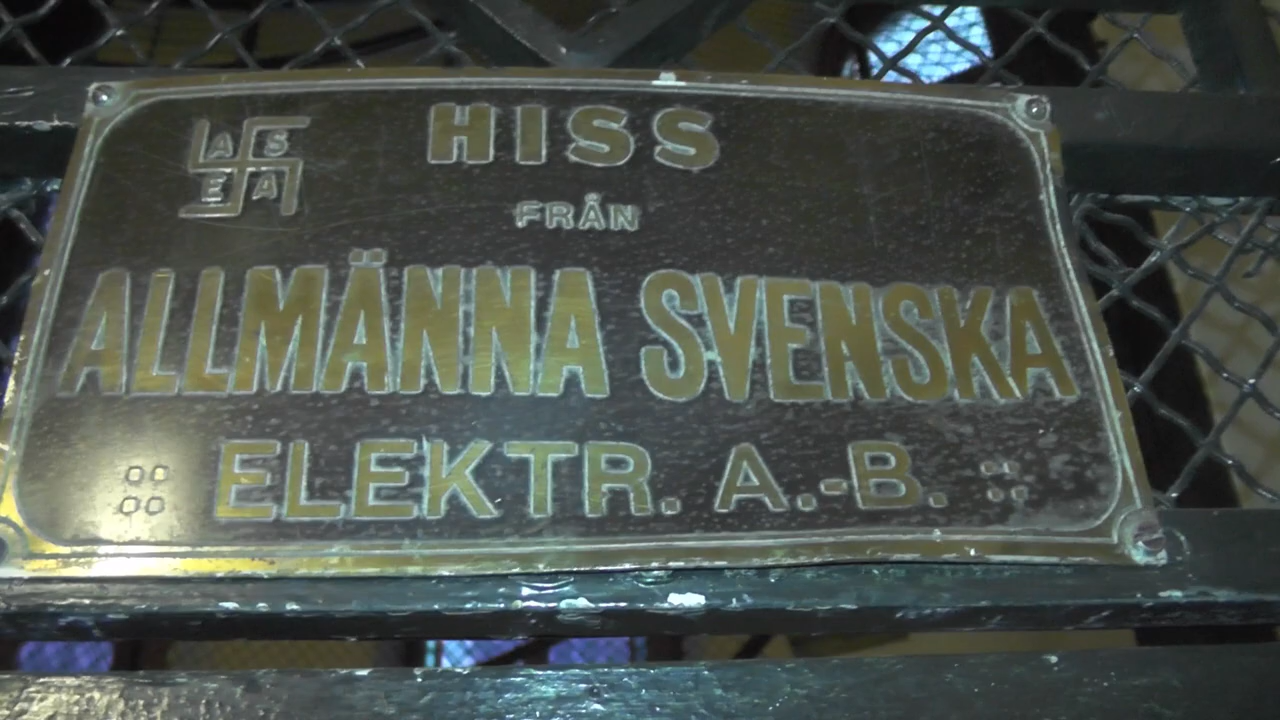 A S
E A
HISS
FRÅN
ALLMÄNNA SVENSKA
ELEKTR. A.-B.